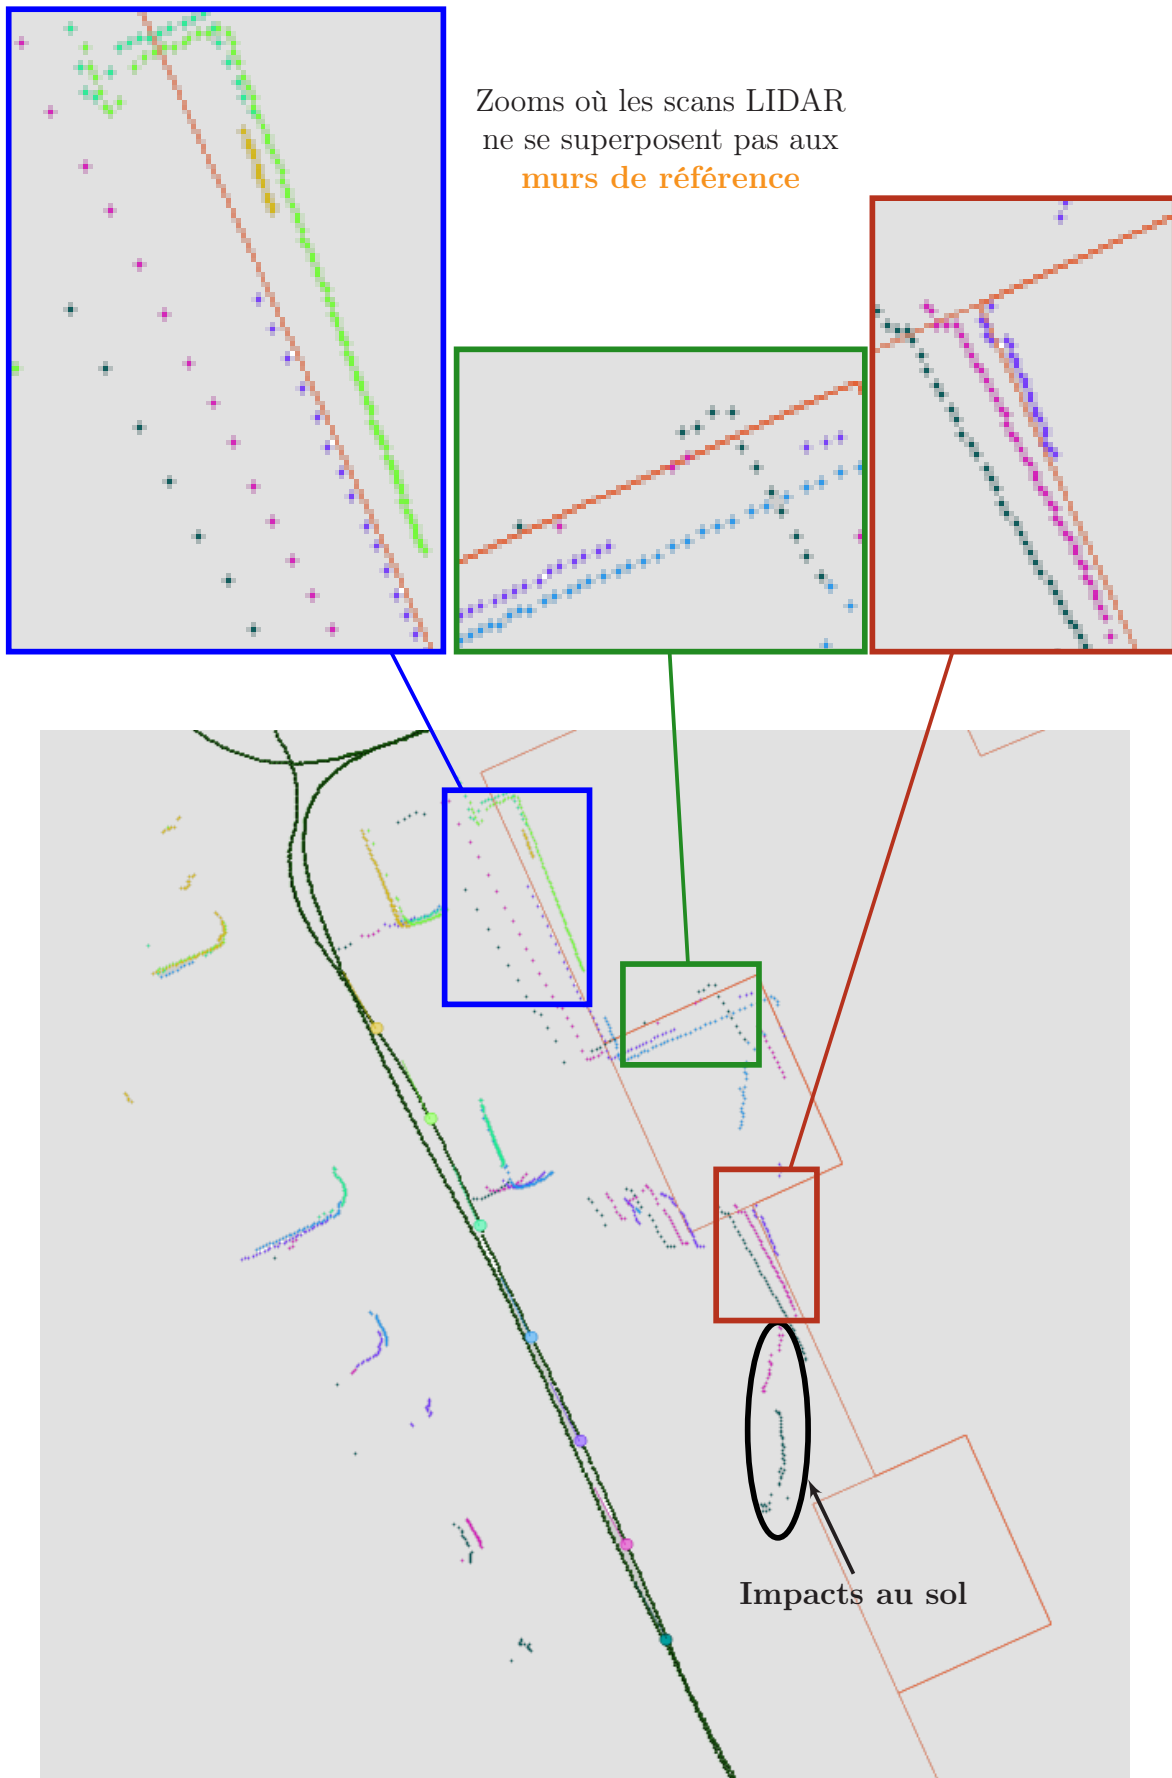 Zooms où les scans LIDAR
ne se superposent pas aux
murs de référence
Impacts au sol